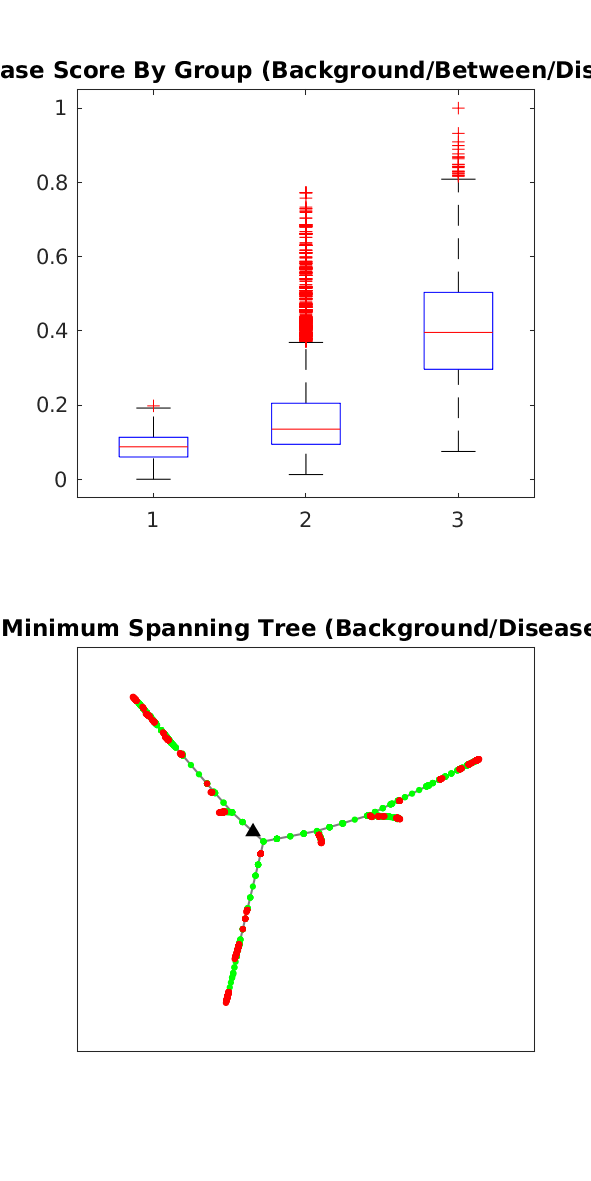 ase Score By Group (Background/Between/Dis
1
0.8
0.6
0.4
0.2
0
1 2 3
Minimum Spanning Tree (Background/Disease